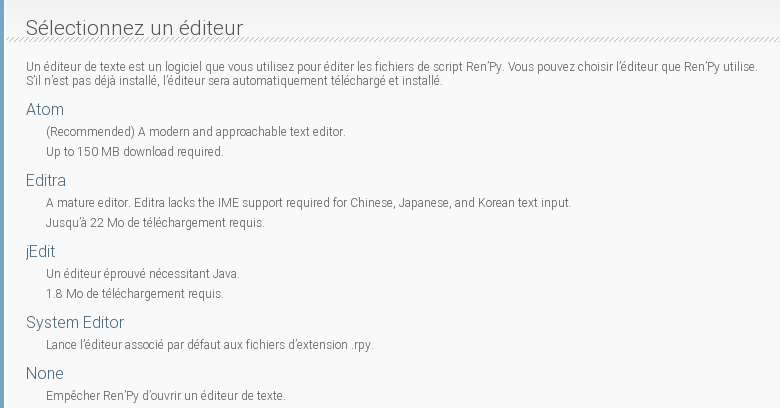 Sélectionnez un éditeur
Un éditeur de texte est un logiciel que vous utilisez pour éditer les fichiers de script Ren'Py. Vous pouvez choisir l'éditeur que Ren'Py utilise.
S'il n'est pas déjà installé, l'éditeur sera automatiquement téléchargé et installé.
Atom
(Recommended) A modern and approachable text editor.
Up to 150 MB download required.
Editra
A mature editor. Editra lacks the IME support required for Chinese, Japanese, and Korean text input.
Jusqu'à 22 Mo de téléchargement requis.
jEdit
Un éditeur éprouvé nécessitant Java.
1.8 Mo de téléchargement requis.
System Editor
Lance l'éditeur associé par défaut aux fichiers d'extension .rpy.
None
Empêcher Ren'Py d'ouvrir un éditeur de texte.